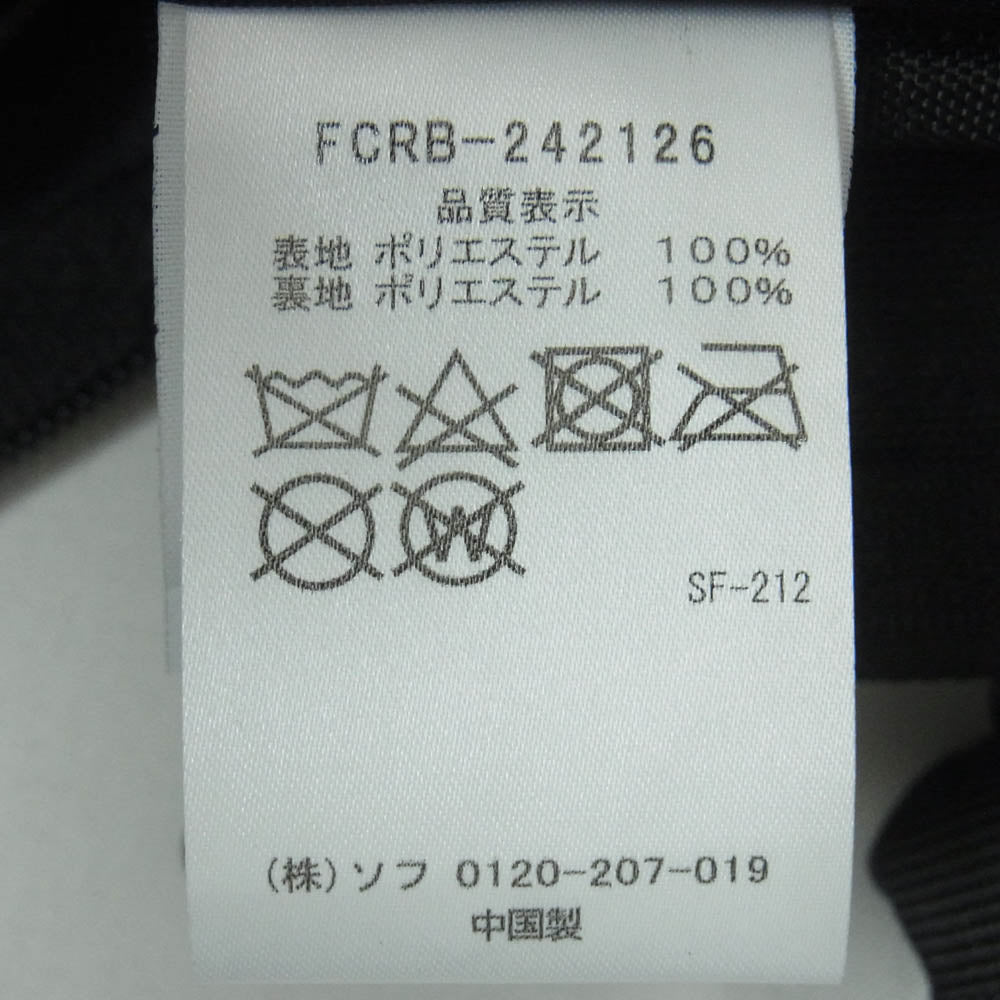 FCRB-242126
品質表示
表地 ポリエステル 100%
裏地 ポリエステル 100%
W
SF-212
(株)ソフ 0120-207-019
中国製